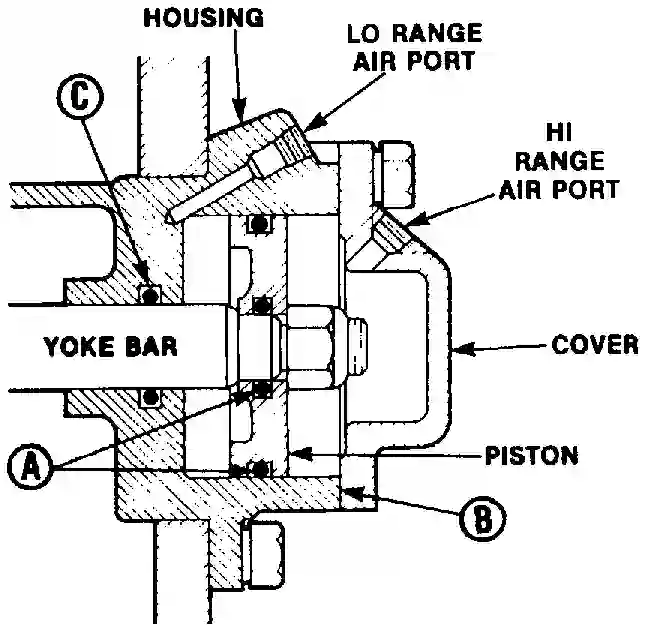 HOUSING
LO RANGE
AIR PORT
C
HI
RANGE
AIR PORT
YOKE BAR
COVER
A
PISTON
B